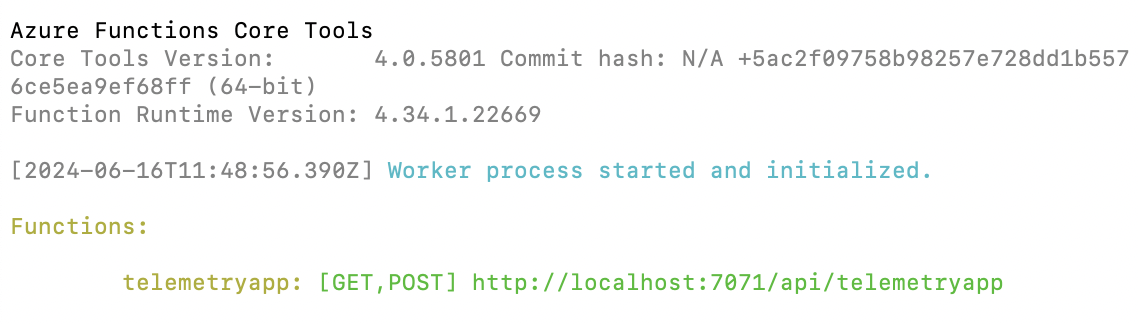 Azure Functions Core Tools
Core Tools Version:       4.0.5801 Commit hash: N/A +5ac2f09758b98257e728dd1b557
6ce5ea9ef68ff (64-bit)
Function Runtime Version: 4.34.1.22669
[2024-06-16T11:48:56.390Z] Worker process started and initialized.
Functions:
        telemetryapp: [GET,POST] http://localhost:7071/api/telemetryapp